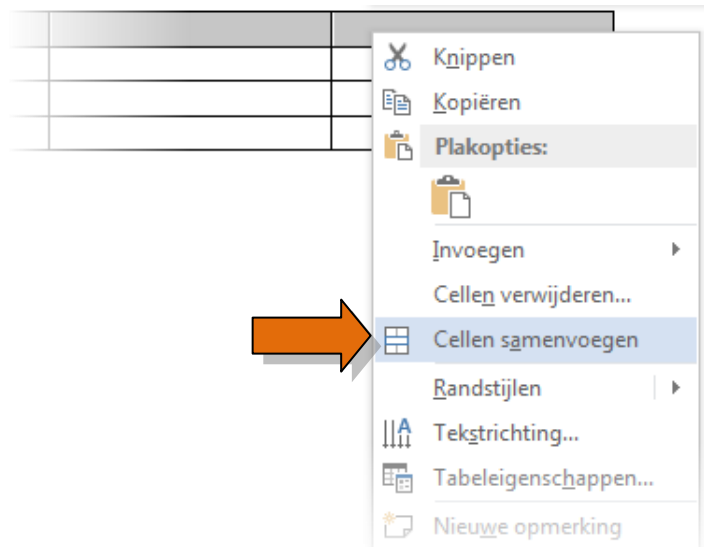 Knippen
Kopiëren
Plakopties:
Invoegen
Cellen verwijderen...
Cellen samenvoegen
Randstijlen
Tekstrichting...
Tabeleigenschappen...
Nieuwe opmerking